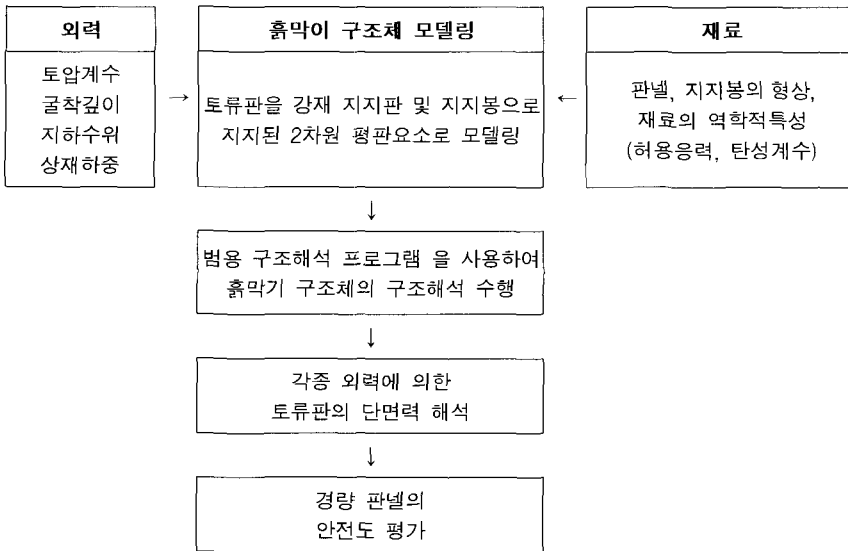 외력
토압계수
굴착깊이
지하수위
상재하중
→
흙막이 구조체 모델링
토류판을 강재 지지판 및 지지봉으로
지지된 2차원 평판요소로 모델링
←
재료
판넬, 지지봉의 형상,
재료의 역학적특성
(허용응력, 탄성계수)
↓
범용 구조해석 프로그램 을 사용하여
흙막기 구조체의 구조해석 수행
↓
각종 외력에 의한
토류판의 단면력 해석
↓
경량 판넬의
안전도 평가